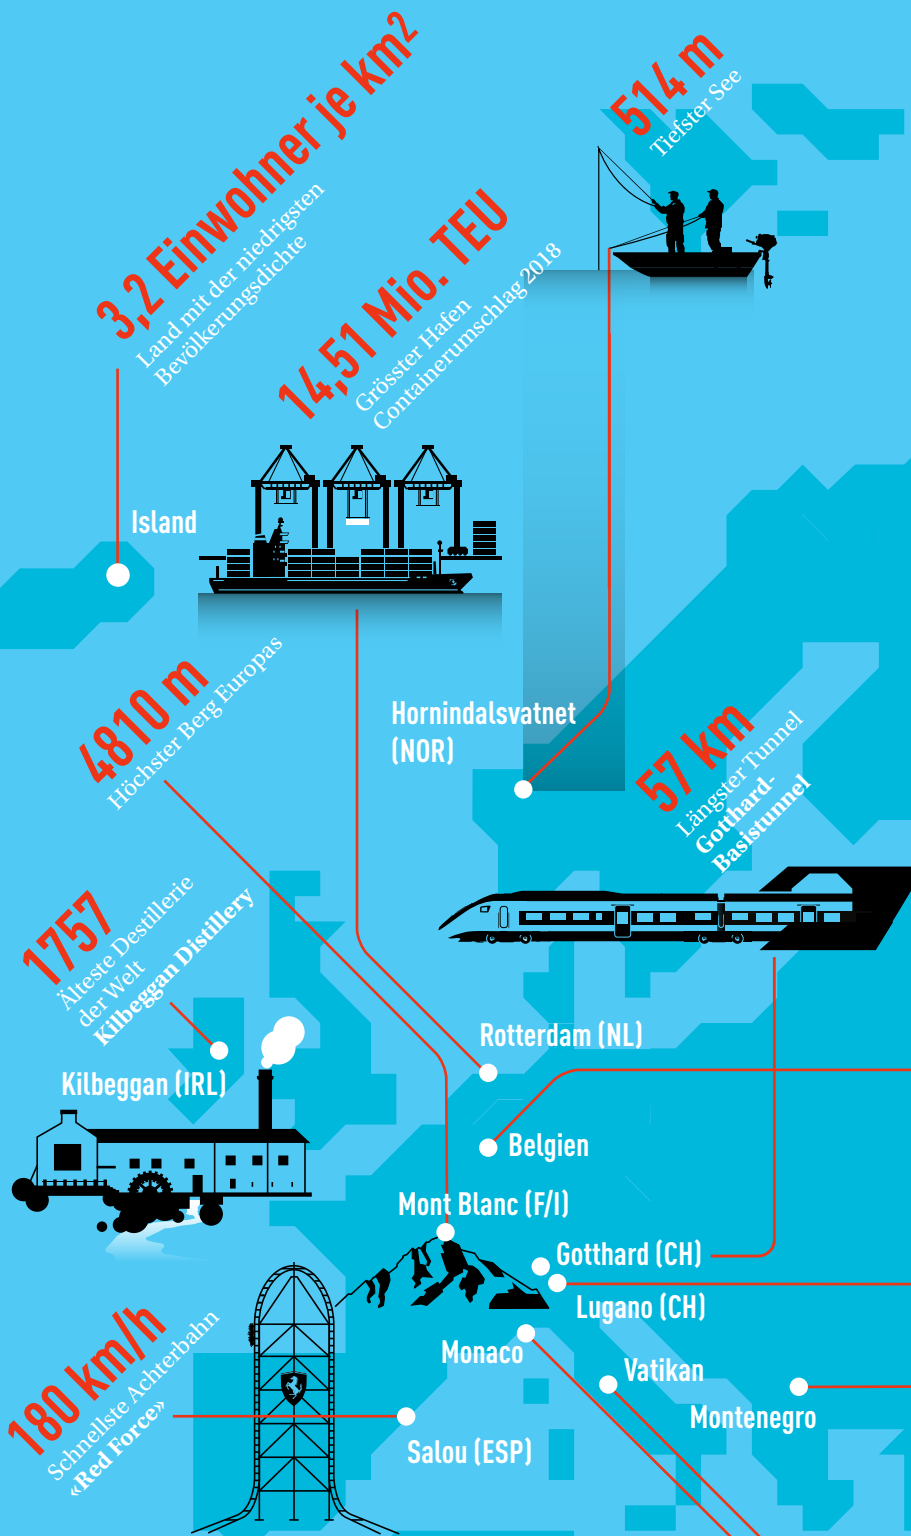 3,2 Einwohner je km²
Land mit der niedrigsten
Bevölkerungsdichte
Island
14,51 Mio. TEU
Grösster Hafen
Containerumschlag 2018
514 m
Tiefster See
Hornindalsvatnet
(NOR)
4810 m
Höchster Berg Europas
57 km
Längster Tunnel
Gotthard-
Basistunnel
1757
Älteste Destillerie
der Welt
Kilbeggan Distillery
Kilbeggan (IRL)
Rotterdam (NL)
Belgien
Mont Blanc (F/I)
Gotthard (CH)
Lugano (CH)
Monaco
Vatikan
Montenegro
180 km/h
Schnellste Achterbahn
«Red Force»
Salou (ESP)